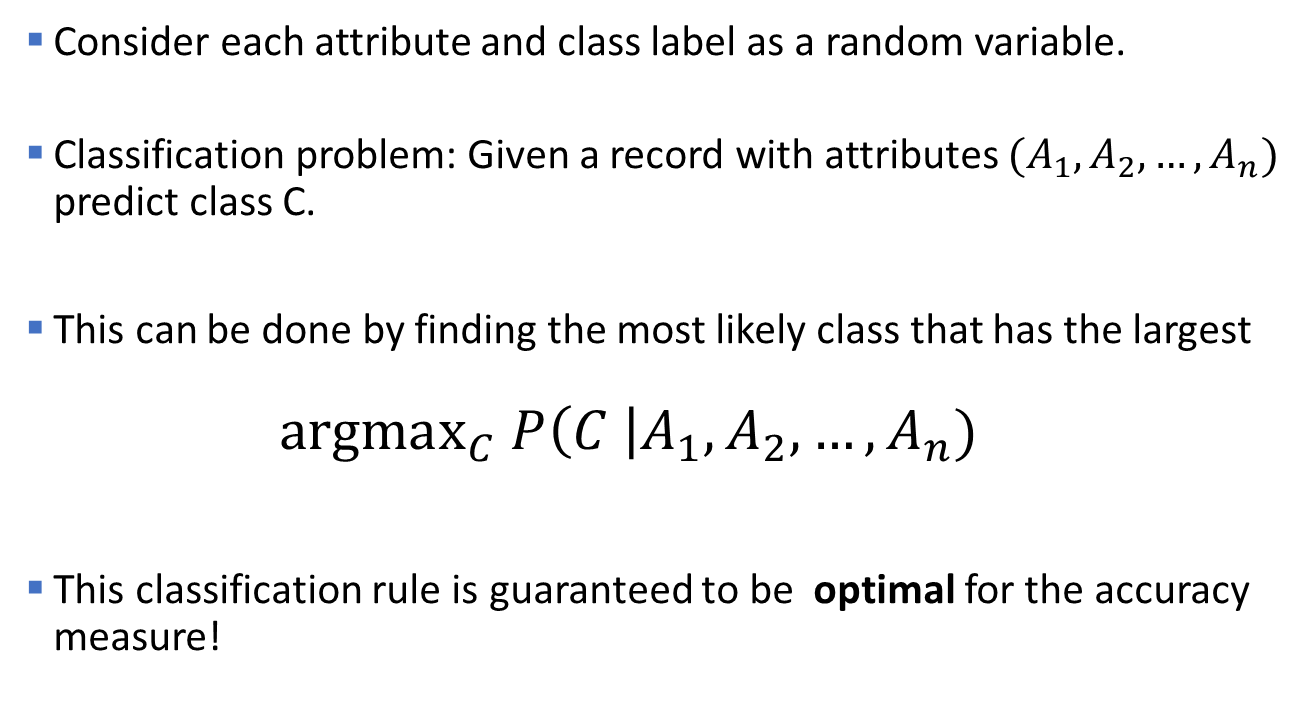 ▪ Consider each attribute and class label as a random variable.
▪ Classification problem: Given a record with attributes (A₁, A₂, … , Aₙ)
predict class C.
▪ This can be done by finding the most likely class that has the largest
argmax_C P(C |A₁, A₂, … , Aₙ)
▪ This classification rule is guaranteed to be optimal for the accuracy
measure!